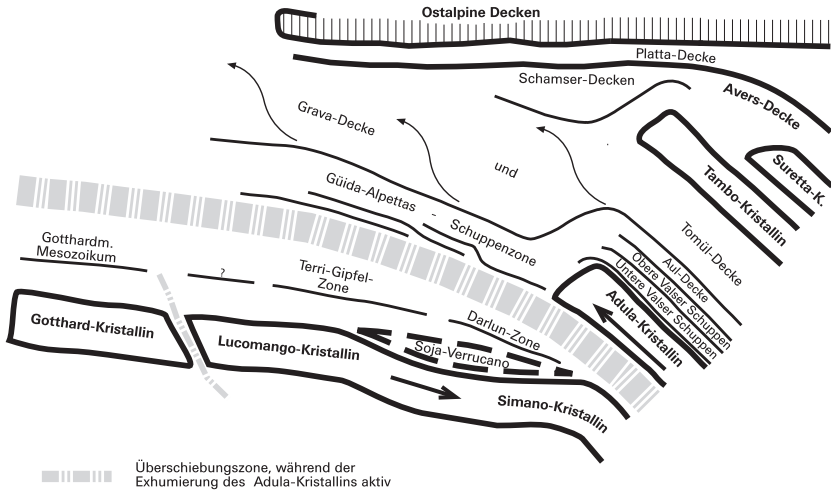 Ostalpine Decken
Platta-Decke
Schamser-Decken
Avers-Decke
Grava-Decke
und
Suretta-K.
Tambo-Kristallin
Tomül-Decke
Güida-Alpettas - Schuppenzone
Aul-Decke
Obere Valser Schuppen
Untere Valser Schuppen
Adula-Kristallin
Gotthardm.
Mesozoikum
?
Terri-Gipfel-
Zone
Darlun-Zone
Soja-Verrucano
Gotthard-Kristallin
Lucomango-Kristallin
Simano-Kristallin
Überschiebungszone, während der
Exhumierung des Adula-Kristallins aktiv